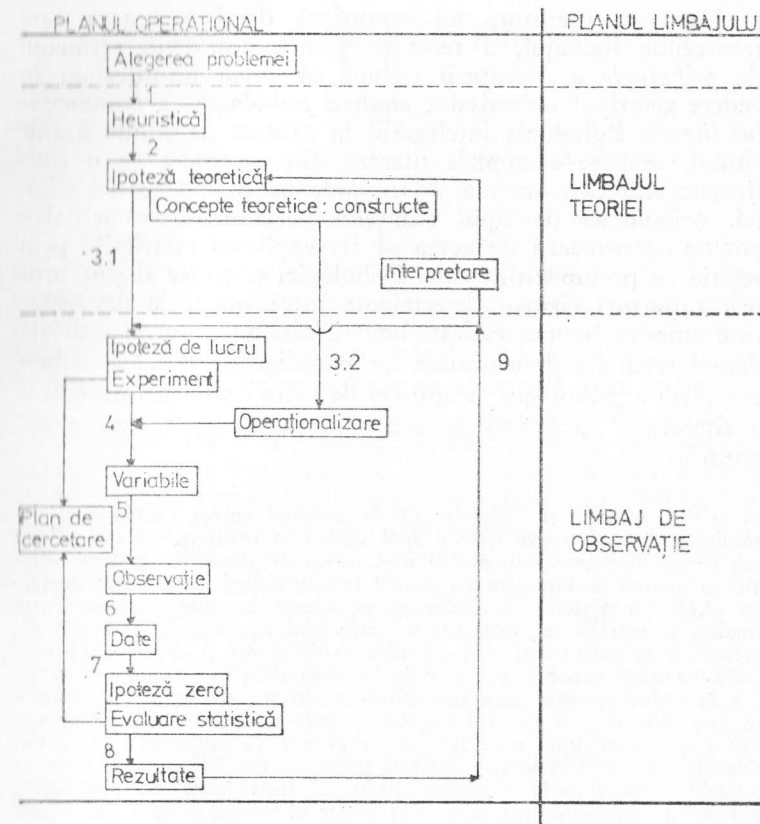 PLANUL OPERAȚIONAL
PLANUL LIMBAJULUI
Alegerea problemei
1
Heuristică
2
Ipoteză teoretică
Concepte teoretice : constructe
LIMBAJUL
TEORIEI
3.1
Interpretare
Ipoteză de lucru
Experiment
3.2
9
4
Operaționalizare
Variabile
5
Plan de
cercetare
LIMBAJ DE
OBSERVAȚIE
Observație
6
Date
7
Ipoteză zero
Evaluare statistică
8
Rezultate